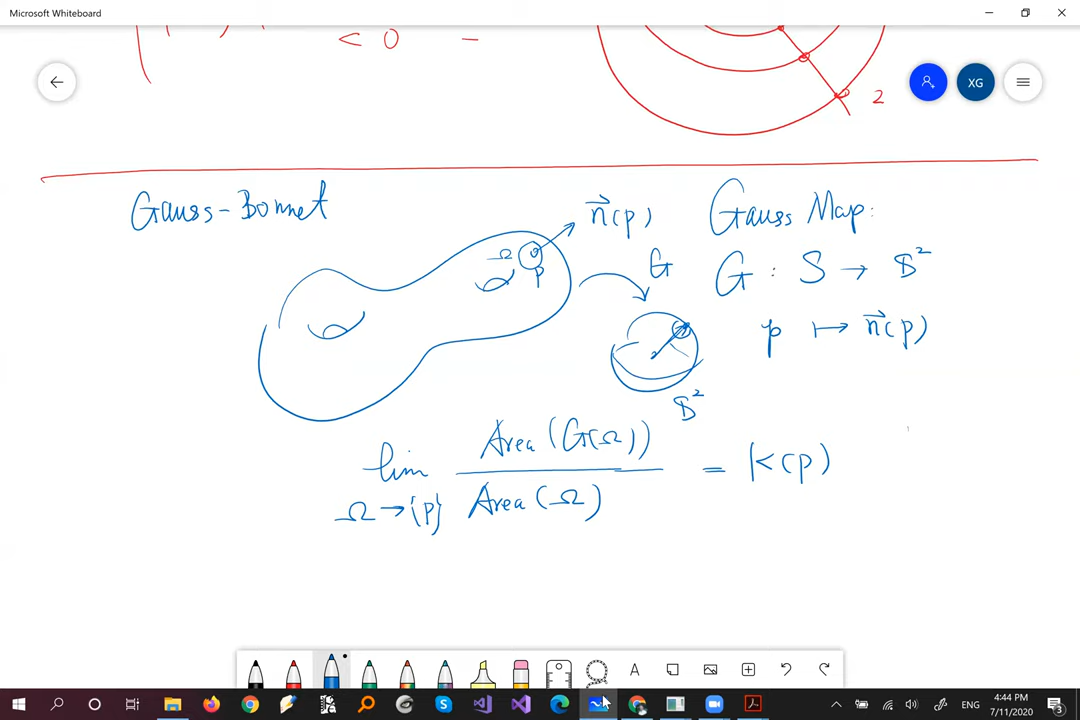 Microsoft Whiteboard
< 0 –
XG
2
Gauss-Bonnet
n⃗(p)
Gauss Map:
Ω
p
G
G : S → 𝕊²
p ↦ n⃗(p)
𝕊²
lim Area(G(Ω)) / Area(Ω) = K(p)
Ω→{p}
A
ENG
4:44 PM
7/11/2020
3